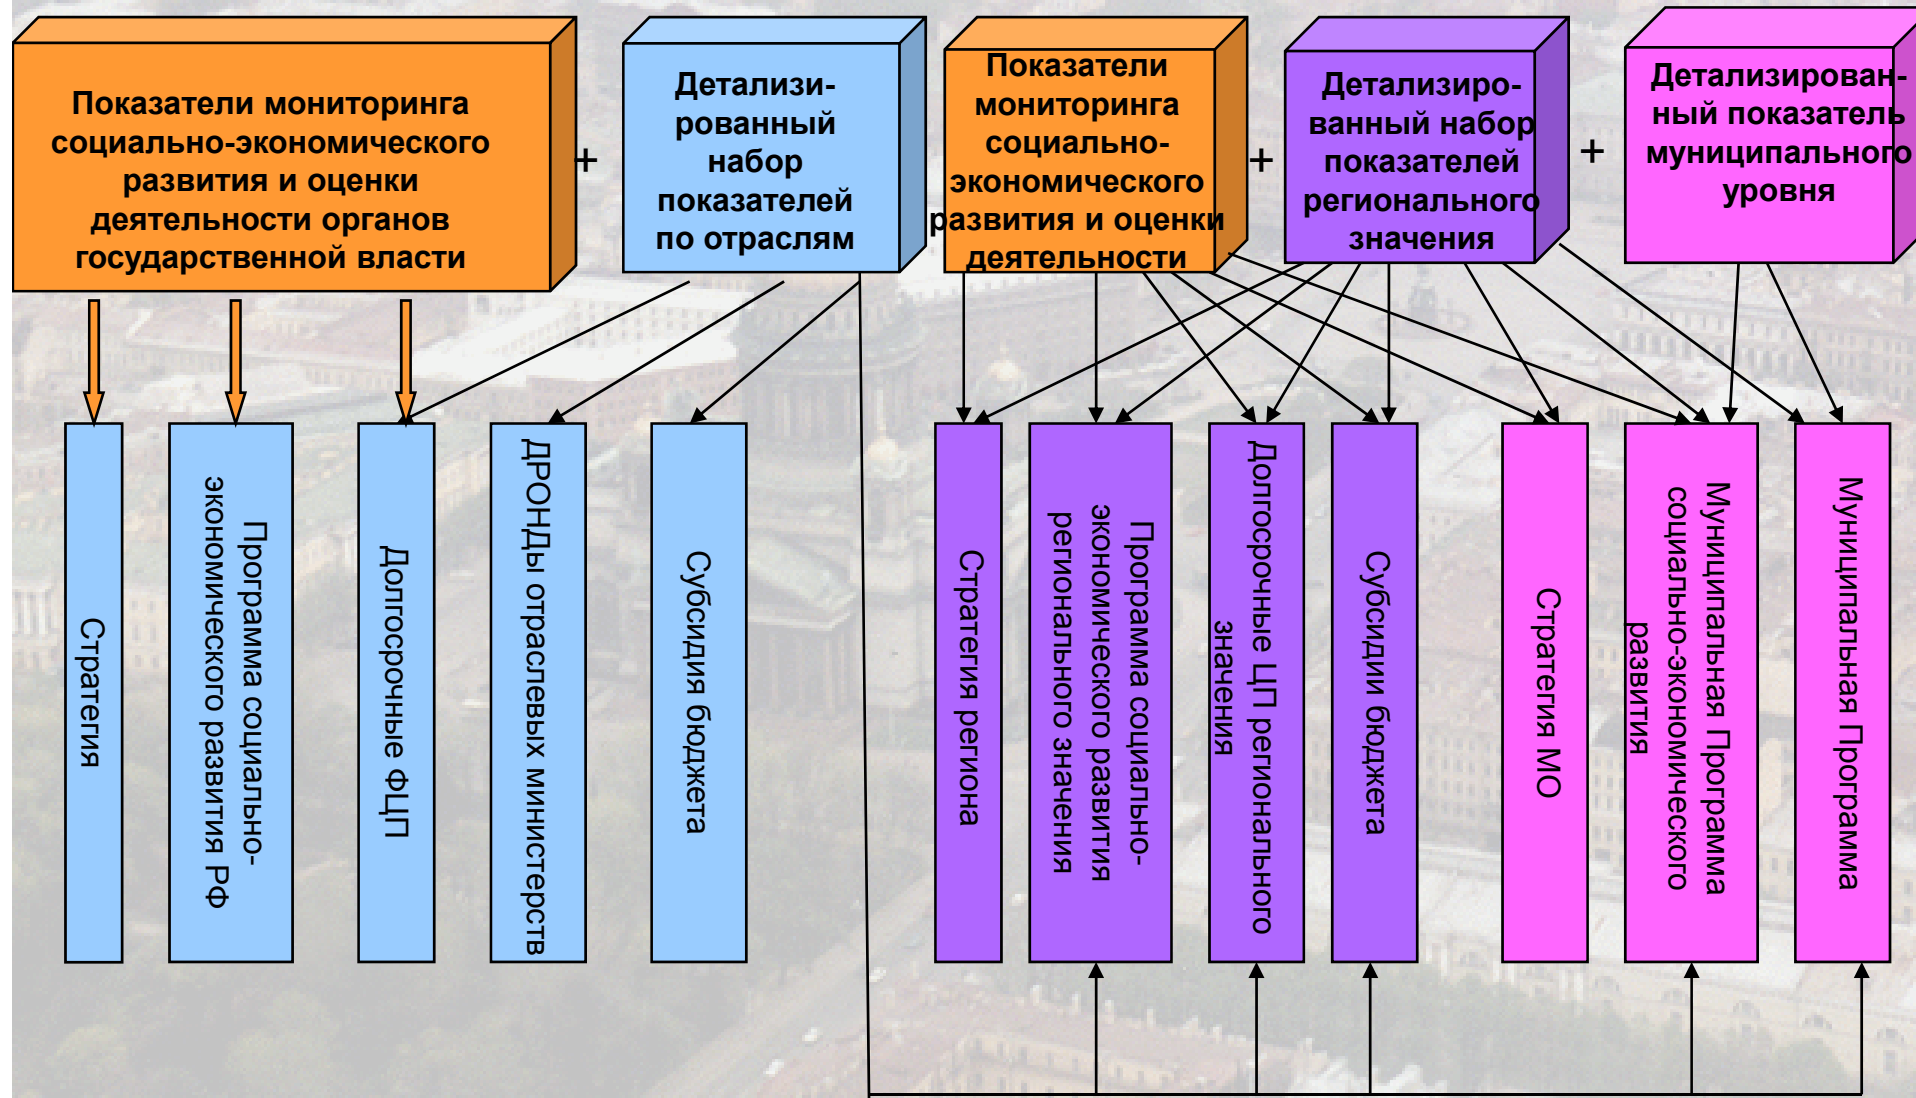 Показатели мониторинга
социально-экономического
развития и оценки
деятельности органов
государственной власти
+
Детализи-
рованный
набор
показателей
по отраслям
Показатели
мониторинга
социально-
экономического
развития и оценки
деятельности
+
Детализиро-
ванный набор
показателей
регионального
значения
+
Детализирован-
ный показатель
муниципального
уровня
Стратегия
Программа социально-
экономического развития РФ
Долгосрочные ФЦП
ДРОНДы отраслевых министерств
Субсидия бюджета
Стратегия региона
Программа социально-
экономического развития
регионального значения
Долгосрочные ЦП регионального
значения
Субсидии бюджета
Стратегия МО
Муниципальная Программа
социально-экономического
развития
Муниципальная Программа